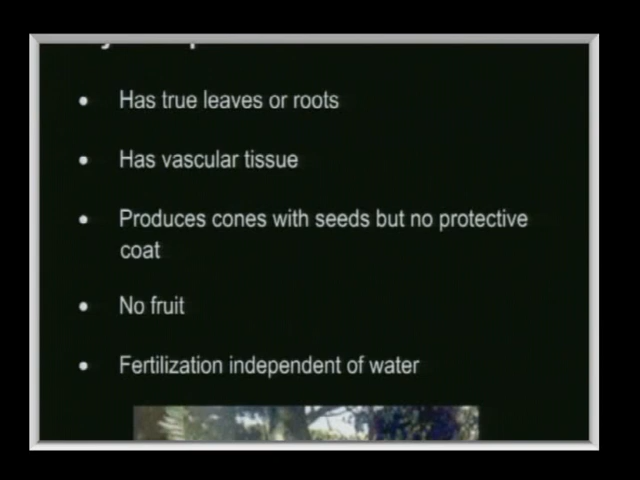 • Has true leaves or roots
• Has vascular tissue
• Produces cones with seeds but no protective
coat
• No fruit
• Fertilization independent of water